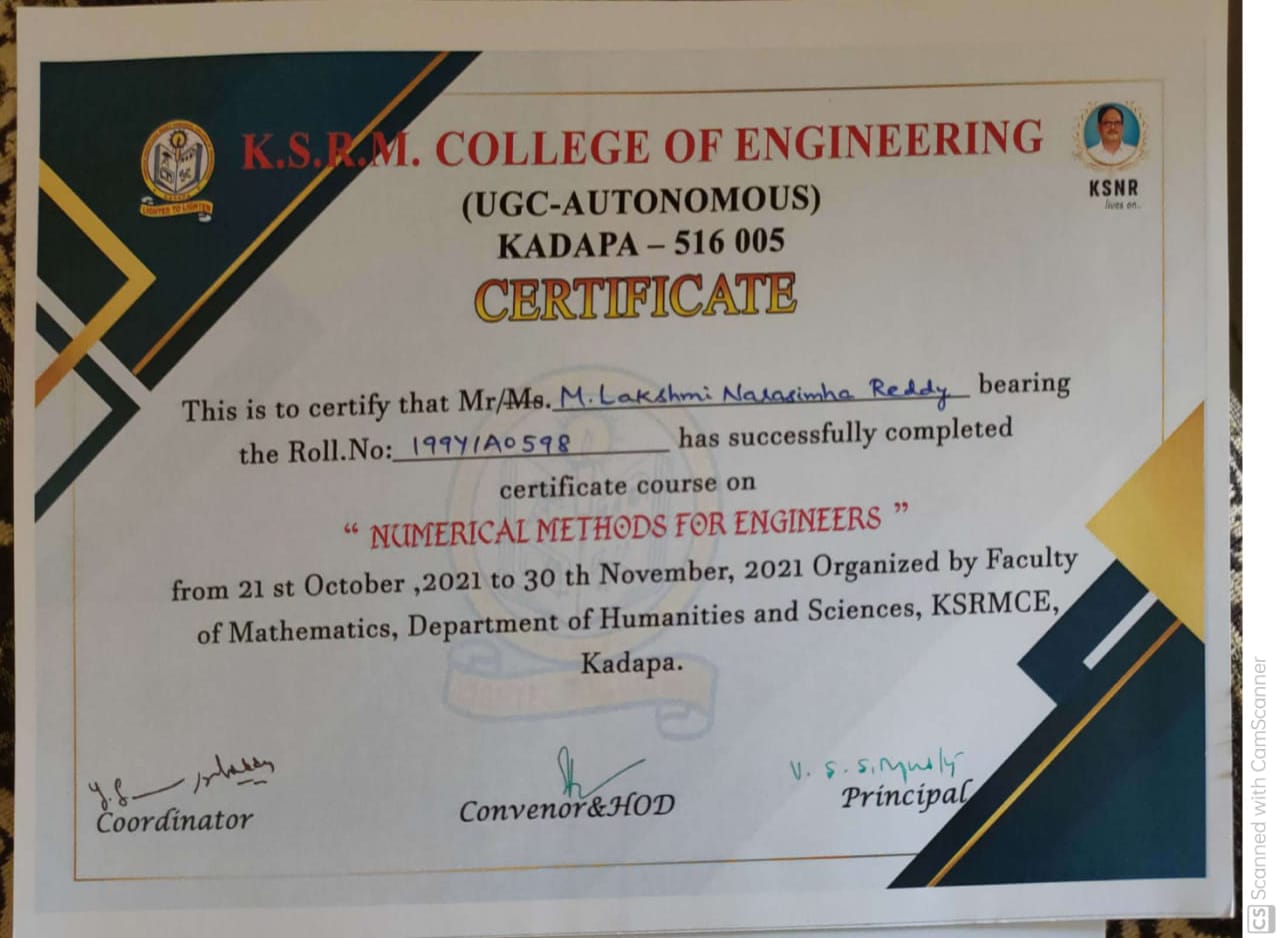 K.S.R.M. COLLEGE OF ENGINEERING
(UGC-AUTONOMOUS)
KADAPA – 516 005
CERTIFICATE
LIGHTED TO LIGHTEN
KSNR
lives on..
This is to certify that Mr/Ms. M. Lakshmi Narasimha Reddy bearing
the Roll.No: 199Y1A0598 has successfully completed
certificate course on
“ NUMERICAL METHODS FOR ENGINEERS ”
from 21 st October ,2021 to 30 th November, 2021 Organized by Faculty
of Mathematics, Department of Humanities and Sciences, KSRMCE,
Kadapa.
V. S. S.
Coordinator
Convenor&HOD
Principal
CS Scanned with CamScanner